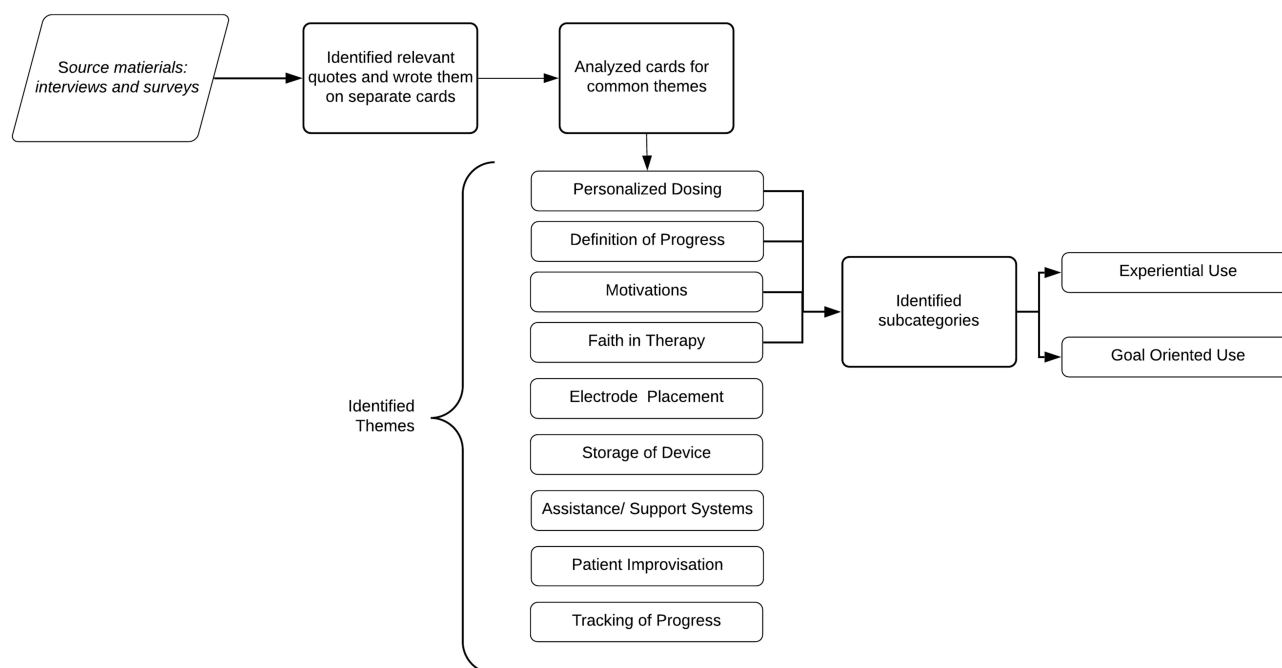 Source matierials:
interviews and surveys
Identified relevant
quotes and wrote them
on separate cards
Analyzed cards for
common themes
Personalized Dosing
Definition of Progress
Motivations
Faith in Therapy
Electrode Placement
Storage of Device
Assistance/ Support Systems
Patient Improvisation
Tracking of Progress
Identified
Themes
Identified
subcategories
Experiential Use
Goal Oriented Use